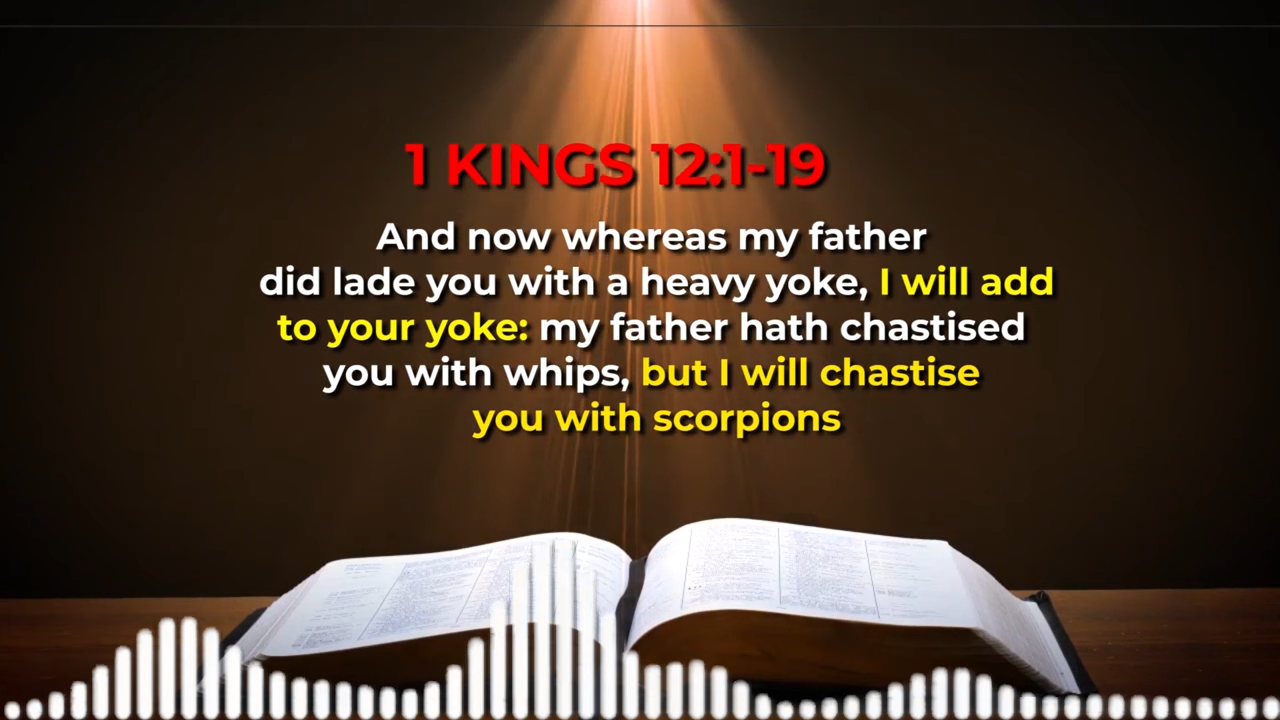 1 KINGS 12:1-19
And now whereas my father
did lade you with a heavy yoke, I will add
to your yoke: my father hath chastised
you with whips, but I will chastise
you with scorpions